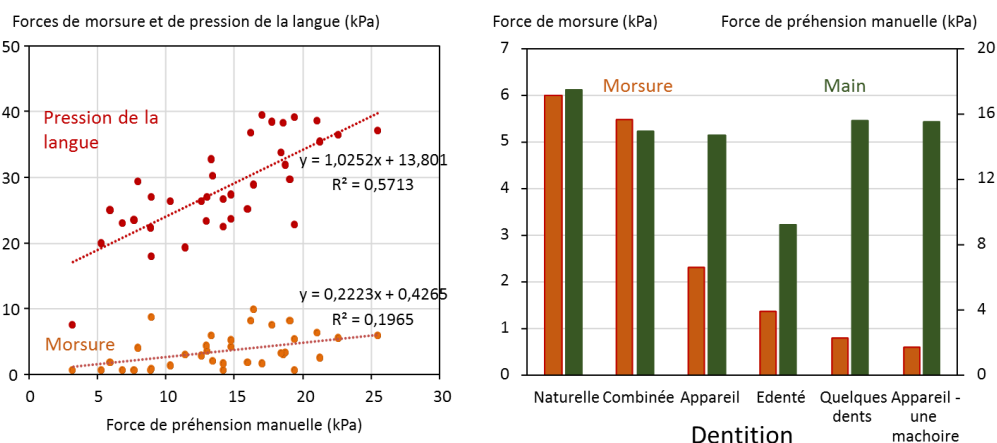 Forces de morsure et de pression de la langue (kPa)
50
40
30
20
10
0
Pression de la
langue
y = 1,0252x + 13,801
R² = 0,5713
y = 0,2223x + 0,4265
R² = 0,1965
Morsure
0 5 10 15 20 25 30
Force de préhension manuelle (kPa)
Force de morsure (kPa)
Force de préhension manuelle (kPa)
7
6
5
4
3
2
1
0
Morsure
Main
20
16
12
8
4
0
Naturelle Combinée Appareil Edenté Quelques dents Appareil - une machoire
Dentition